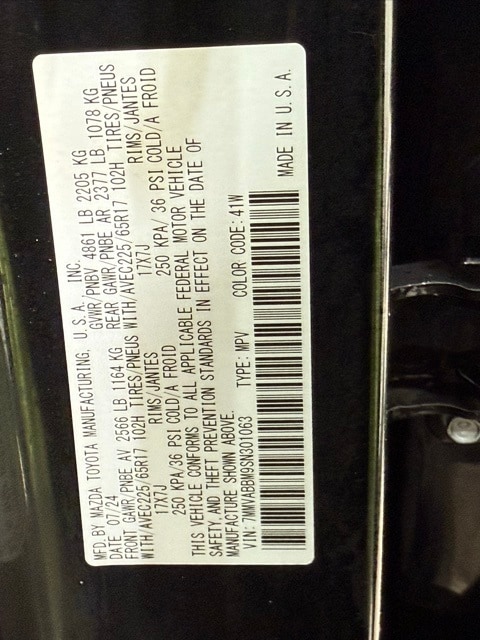 MFD. BY MAZDA TOYOTA MANUFACTURING, U.S.A., INC.
DATE 07/24 GVWR/PNBV 4861 LB 2205 KG
FRONT GAWR/PNBE AV 2566 LB 1164 KG REAR GAWR/PNBE AR 2377 LB 1078 KG
WITH/AVEC225/65R17 102H TIRES/PNEUS WITH/AVEC225/65R17 102H TIRES/PNEUS
17X7J RIMS/JANTES 17X7J RIMS/JANTES
250 KPA/36 PSI COLD/A FROID 250 KPA/36 PSI COLD/A FROID
THIS VEHICLE CONFORMS TO ALL APPLICABLE FEDERAL MOTOR VEHICLE
SAFETY, AND THEFT PREVENTION STANDARDS IN EFFECT ON THE DATE OF
MANUFACTURE SHOWN ABOVE.
VIN: 7MMVABBM9SN301063 TYPE: MPV COLOR CODE: 41W
MADE IN U.S.A.